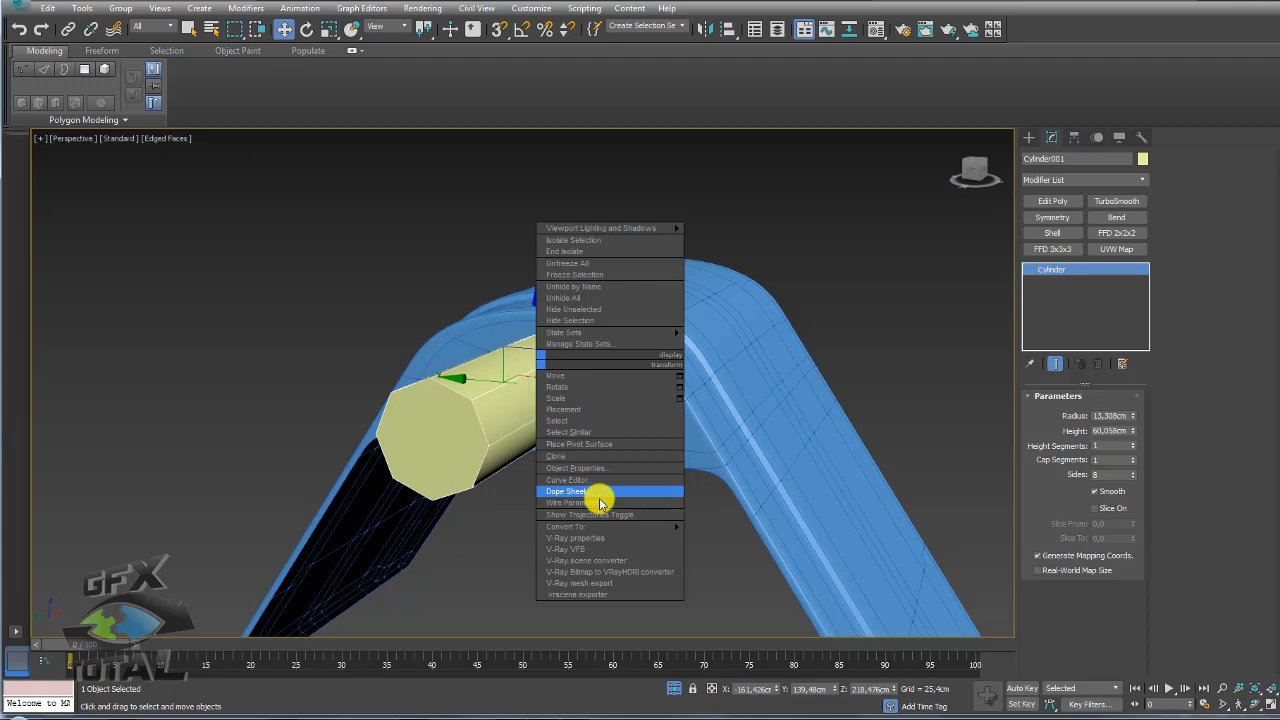 Edit Tools Group Views Create Modifiers Animation Graph Editors Rendering Civil View Customize Scripting Content Help
All View Create Selection Se
Modeling Freeform Selection Object Paint Populate
Polygon Modeling
[ + ] [Perspective ] [Standard ] [Edged Faces ]
Cylinder001
Modifier List
Edit Poly TurboSmooth
Symmetry Bend
Shell FFD 2x2x2
FFD 3x3x3 UVW Map
Cylinder
Viewport Lighting and Shadows
Isolate Selection
End Isolate
Unfreeze All
Freeze Selection
Unhide by Name
Unhide All
Hide Unselected
Hide Selection
State Sets
Manage State Sets...
display
transform
Move
Rotate
Scale
Placement
Select
Select Similar
Place Pivot Surface
Clone
Object Properties...
Curve Editor...
Dope Sheet
Wire Param
Show Trajectories Toggle
Convert To:
V-Ray properties
V-Ray VFB
V-Ray scene converter
V-Ray Bitmap to VRayHDRI converter
V-Ray mesh export
.vrscene exporter
Parameters
Radius: 13,308cm
Height: 60,058cm
Height Segments: 1
Cap Segments: 1
Sides: 8
Smooth
Slice On
Slice From: 0,0
Slice To: 0,0
Generate Mapping Coords.
Real-World Map Size
GFX
TOTAL
0 / 100
15 20 25 30 35 40 45 50 55 60 65 70 75 80 85 90 95 100
1 Object Selected
X: -161,426cr Y: 139,48cm Z: 218,476cm Grid = 25,4cm
Auto Key Selected
Welcome to MA
Click and drag to select and move objects
Add Time Tag
Set Key Key Filters... 0